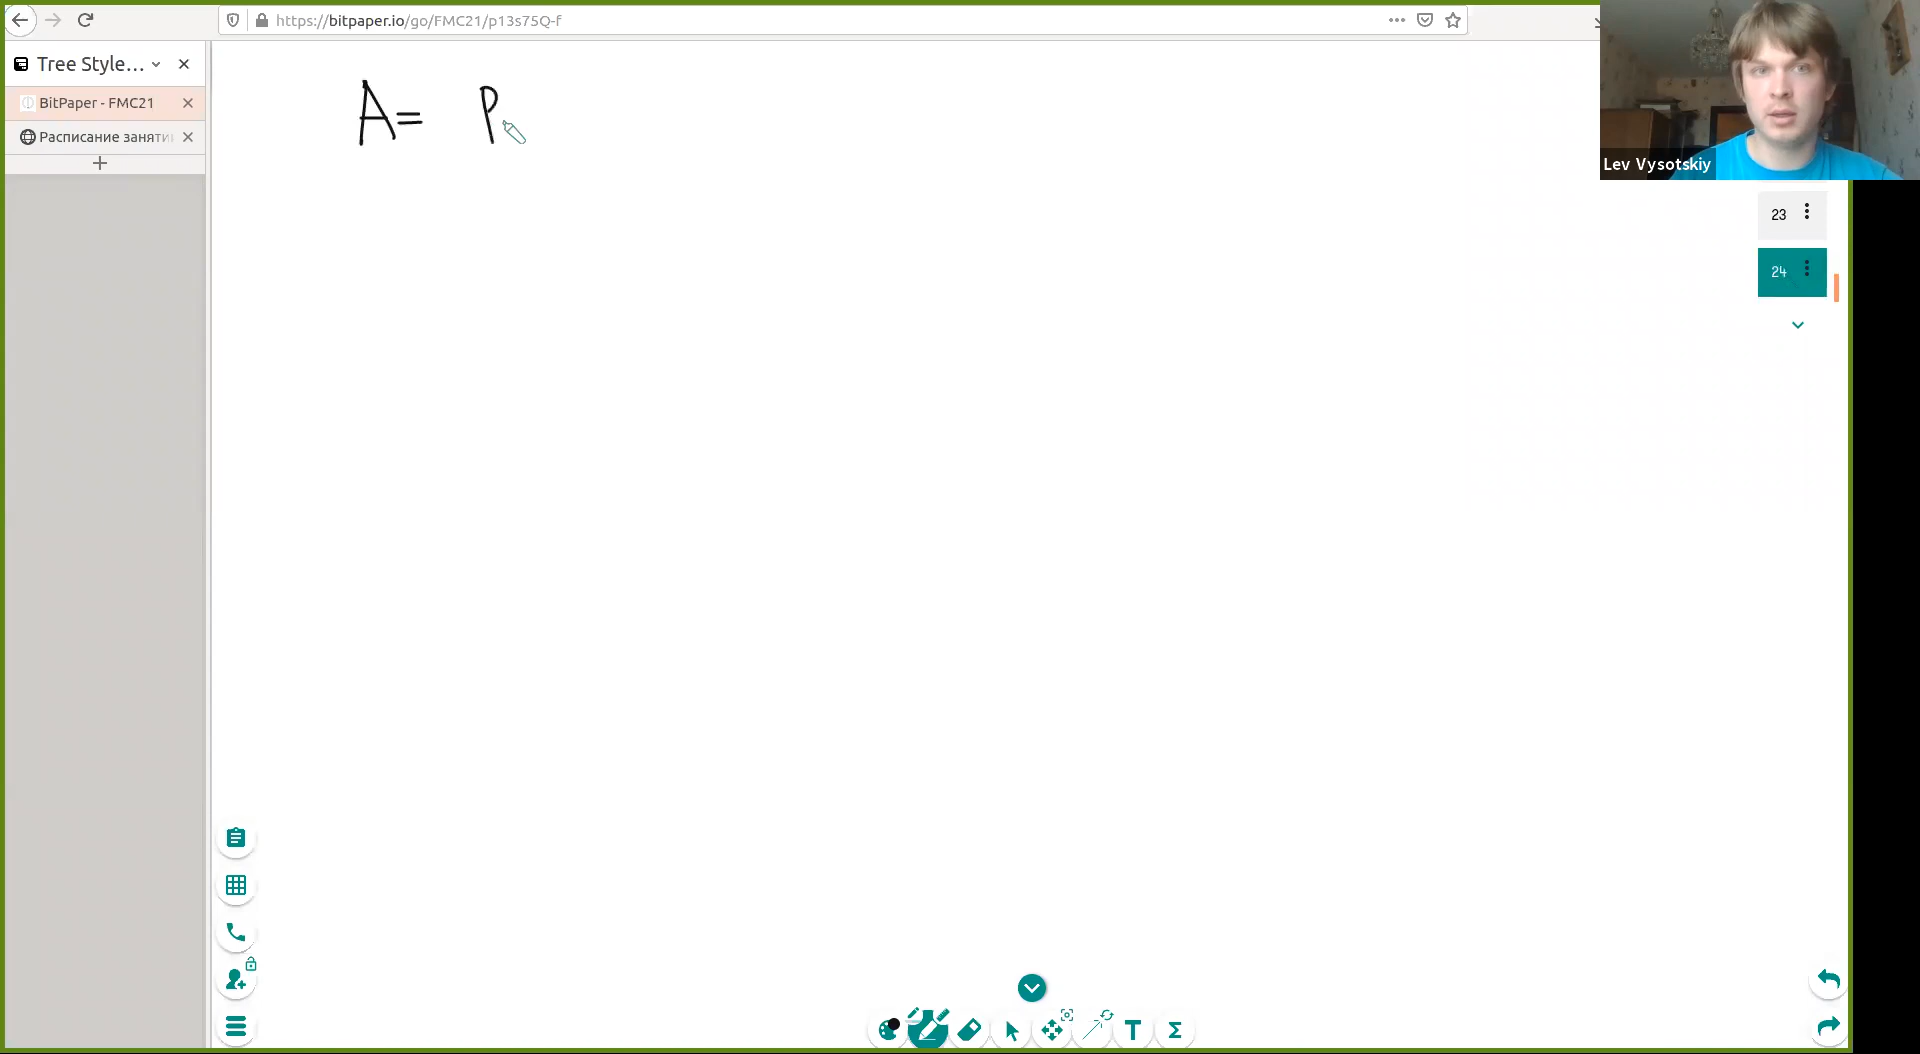 https://bitpaper.io/go/FMC21/p13s75Q-f
Tree Style...
BitPaper - FMC21
Расписание заняти
A= P
Lev Vysotskiy
23
24
T
Σ